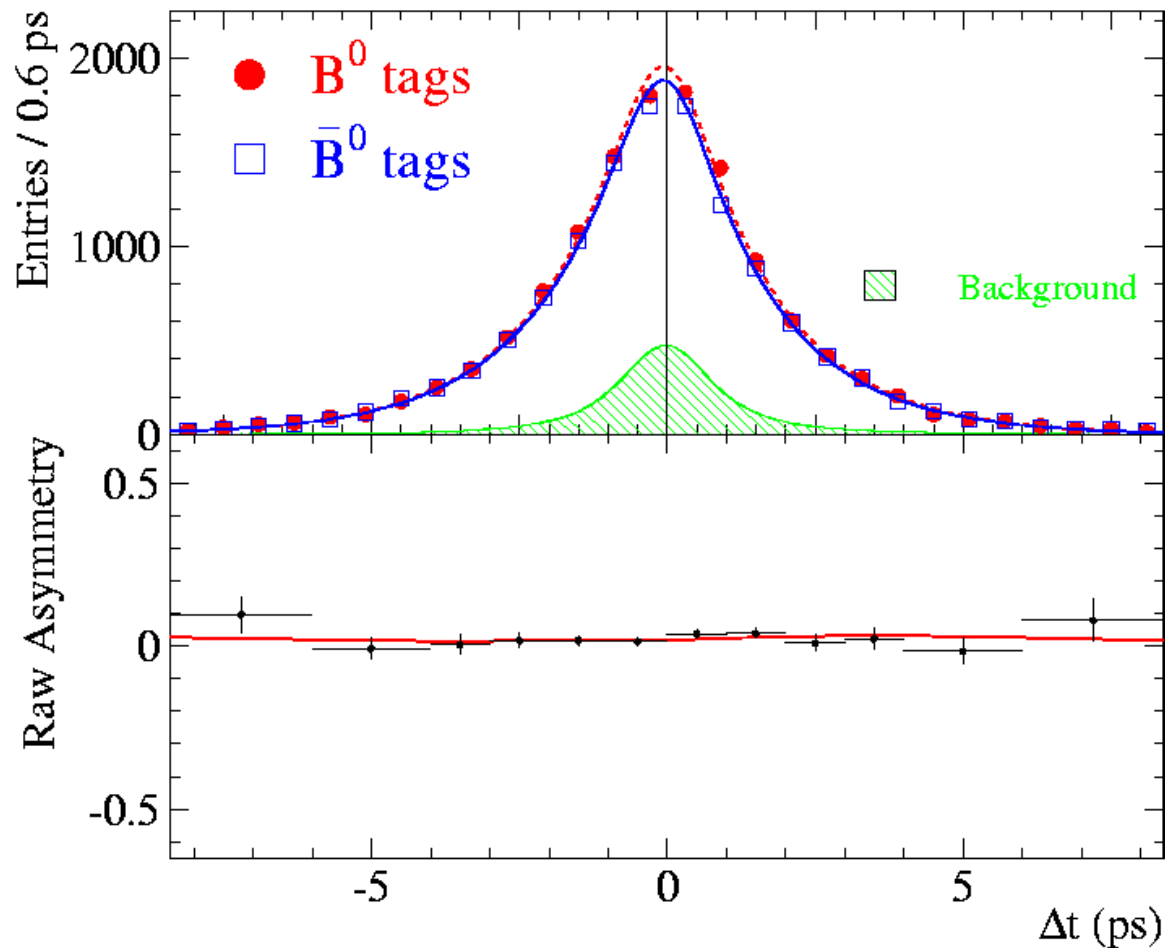 Entries / 0.6 ps
2000
1000
0
B⁰ tags
B̄⁰ tags
Background
Raw Asymmetry
0.5
0
-0.5
-5
0
5
Δt (ps)